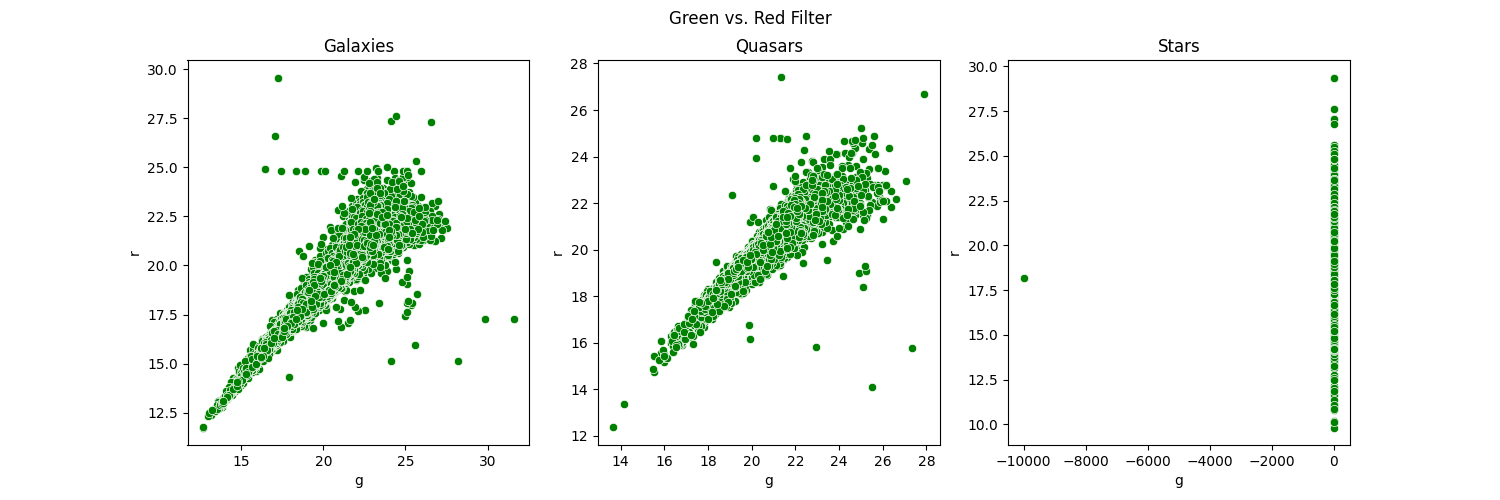 Green vs. Red Filter
Galaxies
30.0
27.5
25.0
22.5
20.0
17.5
15.0
12.5
r
15 20 25 30
g
Quasars
28
26
24
22
20
18
16
14
12
r
14 16 18 20 22 24 26 28
g
Stars
30.0
27.5
25.0
22.5
20.0
17.5
15.0
12.5
10.0
r
−10000 −8000 −6000 −4000 −2000 0
g